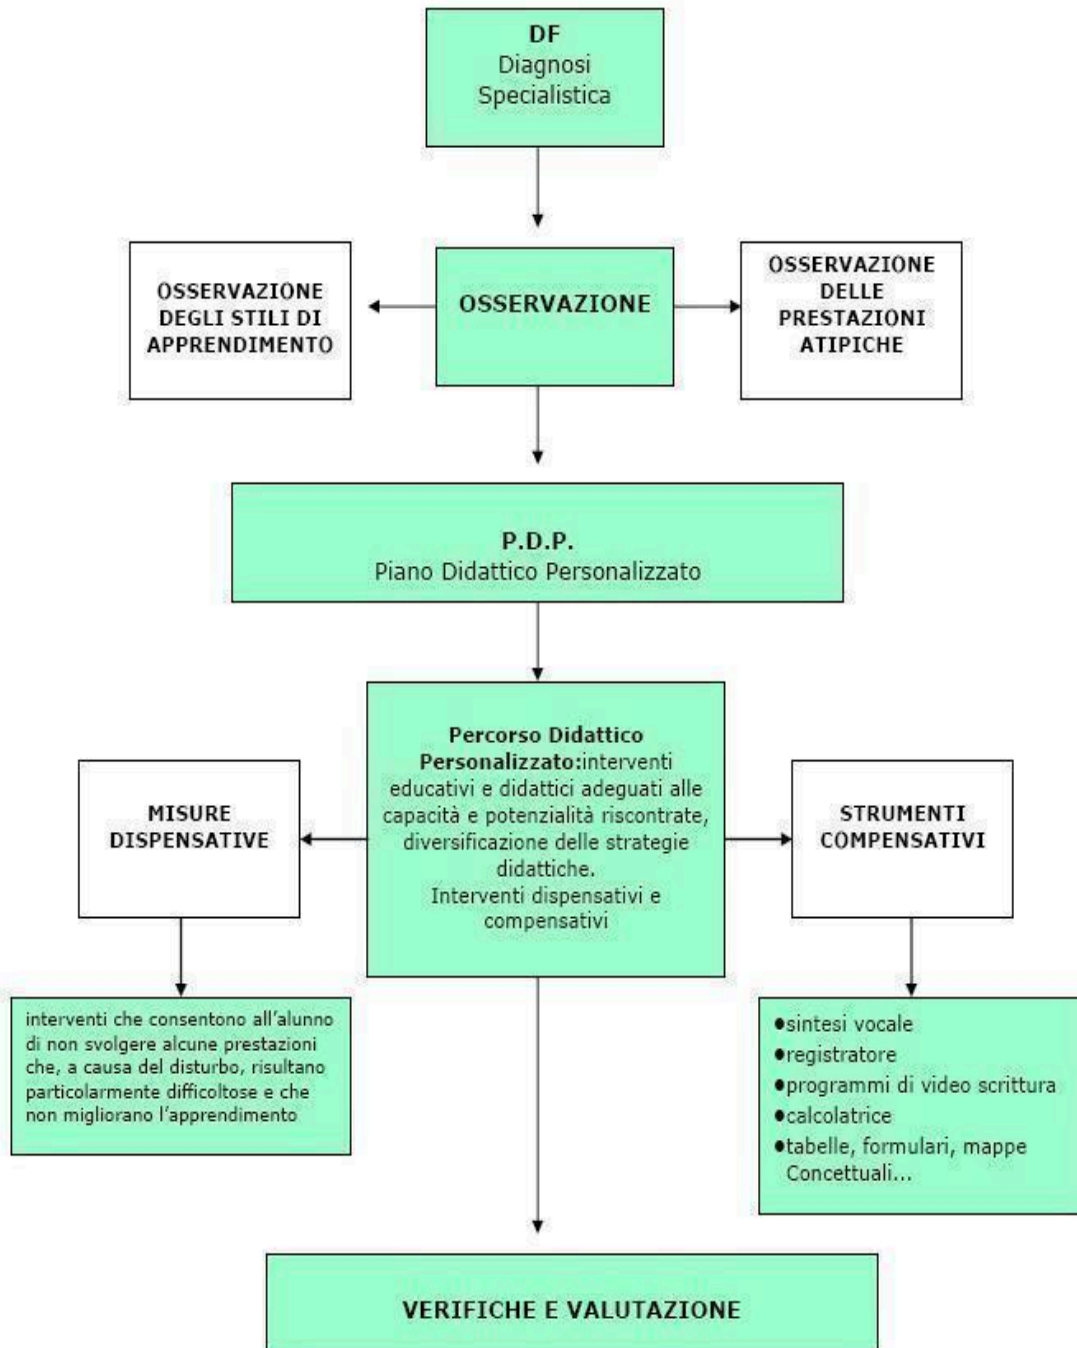 DF
Diagnosi
Specialistica
OSSERVAZIONE
DEGLI STILI DI
APPRENDIMENTO
OSSERVAZIONE
OSSERVAZIONE
DELLE
PRESTAZIONI
ATIPICHE
P.D.P.
Piano Didattico Personalizzato
Percorso Didattico
Personalizzato:interventi
educativi e didattici adeguati alle
capacità e potenzialità riscontrate,
diversificazione delle strategie
didattiche.
Interventi dispensativi e
compensativi
MISURE
DISPENSATIVE
STRUMENTI
COMPENSATIVI
interventi che consentono all'alunno
di non svolgere alcune prestazioni
che, a causa del disturbo, risultano
particolarmente difficoltose e che
non migliorano l'apprendimento
●sintesi vocale
●registratore
●programmi di video scrittura
●calcolatrice
●tabelle, formulari, mappe
Concettuali...
VERIFICHE E VALUTAZIONE